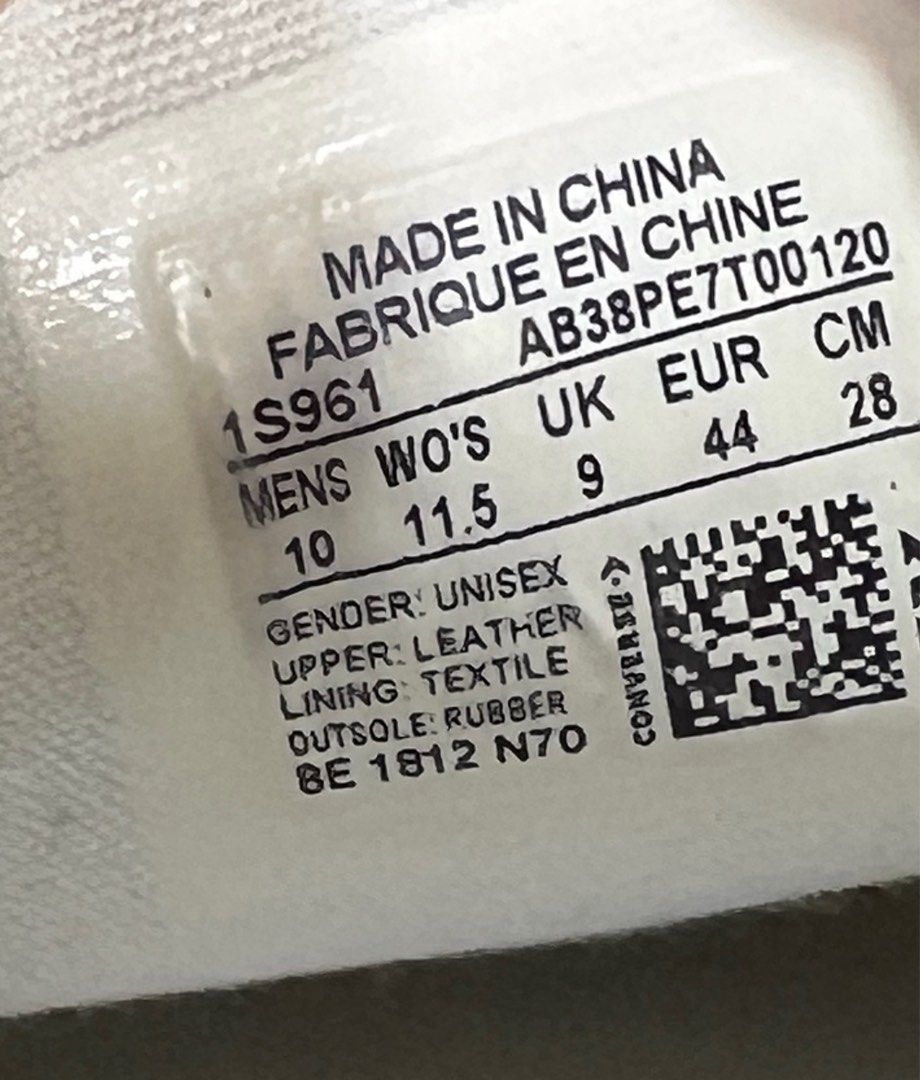 MADE IN CHINA
FABRIQUE EN CHINE
1S961 AB38PE7T00120
MENS WO'S UK EUR CM
10 11.5 9 44 28
GENDER: UNISEX
UPPER: LEATHER
LINING: TEXTILE
OUTSOLE: RUBBER
BE 1812 N70
CONVERSE